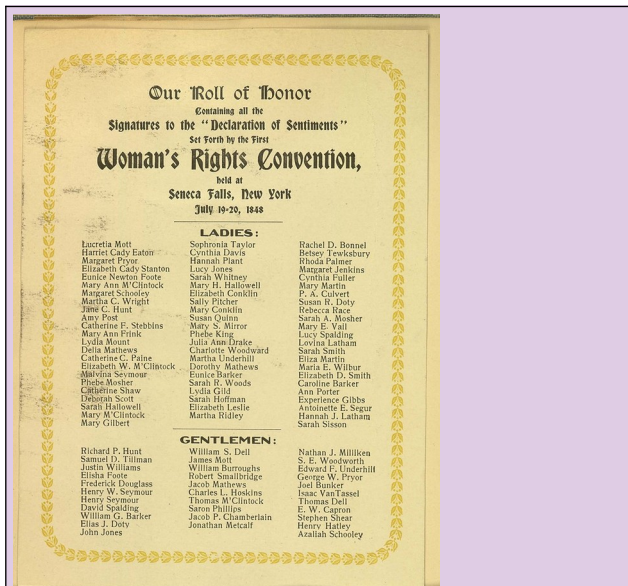 Our Roll of Honor
Containing all the
Signatures to the "Declaration of Sentiments"
Set Forth by the First
Woman's Rights Convention,
held at
Seneca Falls, New York
July 19-20, 1848
LADIES:
Lucretia Mott
Harriet Cady Eaton
Margaret Pryor
Elizabeth Cady Stanton
Eunice Newton Foote
Mary Ann M'Clintock
Margaret Schooley
Martha C. Wright
Jane C. Hunt
Amy Post
Catherine F. Stebbins
Mary Ann Frink
Lydia Mount
Delia Mathews
Catherine C. Paine
Elizabeth W. M'Clintock
Malvina Seymour
Phebe Mosher
Catherine Shaw
Deborah Scott
Sarah Hallowell
Mary M'Clintock
Mary Gilbert
Sophronia Taylor
Cynthia Davis
Hannah Plant
Lucy Jones
Sarah Whitney
Mary H. Hallowell
Elizabeth Conklin
Sally Pitcher
Mary Conklin
Susan Quinn
Mary S. Mirror
Phebe King
Julia Ann Drake
Charlotte Woodward
Martha Underhill
Dorothy Mathews
Eunice Barker
Sarah R. Woods
Lydia Gild
Sarah Hoffman
Elizabeth Leslie
Martha Ridley
Rachel D. Bonnel
Betsey Tewksbury
Rhoda Palmer
Margaret Jenkins
Cynthia Fuller
Mary Martin
P. A. Culvert
Susan R. Doty
Rebecca Race
Sarah A. Mosher
Mary E. Vail
Lucy Spalding
Lovina Latham
Sarah Smith
Eliza Martin
Maria E. Wilbur
Elizabeth D. Smith
Caroline Barker
Ann Porter
Experience Gibbs
Antoinette E. Segur
Hannah J. Latham
Sarah Sisson
GENTLEMEN:
Richard P. Hunt
Samuel D. Tillman
Justin Williams
Elisha Foote
Frederick Douglass
Henry W. Seymour
Henry Seymour
David Spalding
William G. Barker
Elias J. Doty
John Jones
William S. Dell
James Mott
William Burroughs
Robert Smallbridge
Jacob Mathews
Charles L. Hoskins
Thomas M'Clintock
Saron Phillips
Jacob P. Chamberlain
Jonathan Metcalf
Nathan J. Milliken
S. E. Woodworth
Edward F. Underhill
George W. Pryor
Joel Bunker
Isaac VanTassel
Thomas Dell
E. W. Capron
Stephen Shear
Henry Hatley
Azaliah Schooley